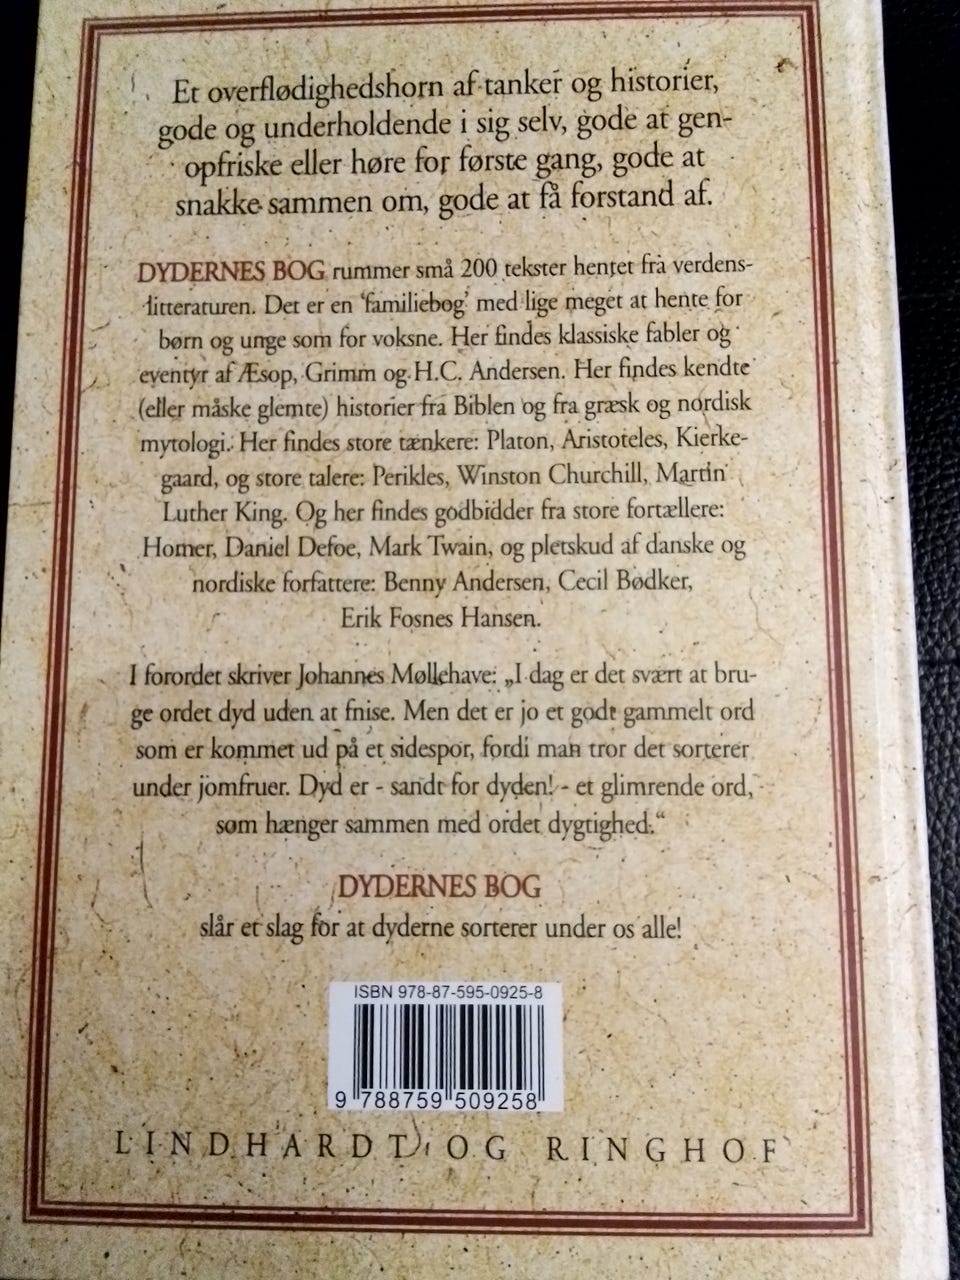 Et overflødighedshorn af tanker og historier,
gode og underholdende i sig selv, gode at gen-
opfriske eller høre for første gang, gode at
snakke sammen om, gode at få forstand af.
DYDERNES BOG rummer små 200 tekster hentet fra verdens-
litteraturen. Det er en ‘familiebog’ med lige meget at hente for
børn og unge som for voksne. Her findes klassiske fabler og
eventyr af Æsop, Grimm og H.C. Andersen. Her findes kendte
(eller måske glemte) historier fra Biblen og fra græsk og nordisk
mytologi. Her findes store tænkere: Platon, Aristoteles, Kierke-
gaard, og store talere: Perikles, Winston Churchill, Martin
Luther King. Og her findes godbidder fra store fortællere:
Homer, Daniel Defoe, Mark Twain, og pletskud af danske og
nordiske forfattere: Benny Andersen, Cecil Bødker,
Erik Fosnes Hansen.
I forordet skriver Johannes Møllehave: „I dag er det svært at bru-
ge ordet dyd uden at fnise. Men det er jo et godt gammelt ord
som er kommet ud på et sidespor, fordi man tror det sorterer
under jomfruer. Dyd er - sandt for dyden! - et glimrende ord,
som hænger sammen med ordet dygtighed.“
DYDERNES BOG
slår et slag for at dyderne sorterer under os alle!
ISBN 978-87-595-0925-8
9 788759 509258
LINDHARDT OG RINGHOF